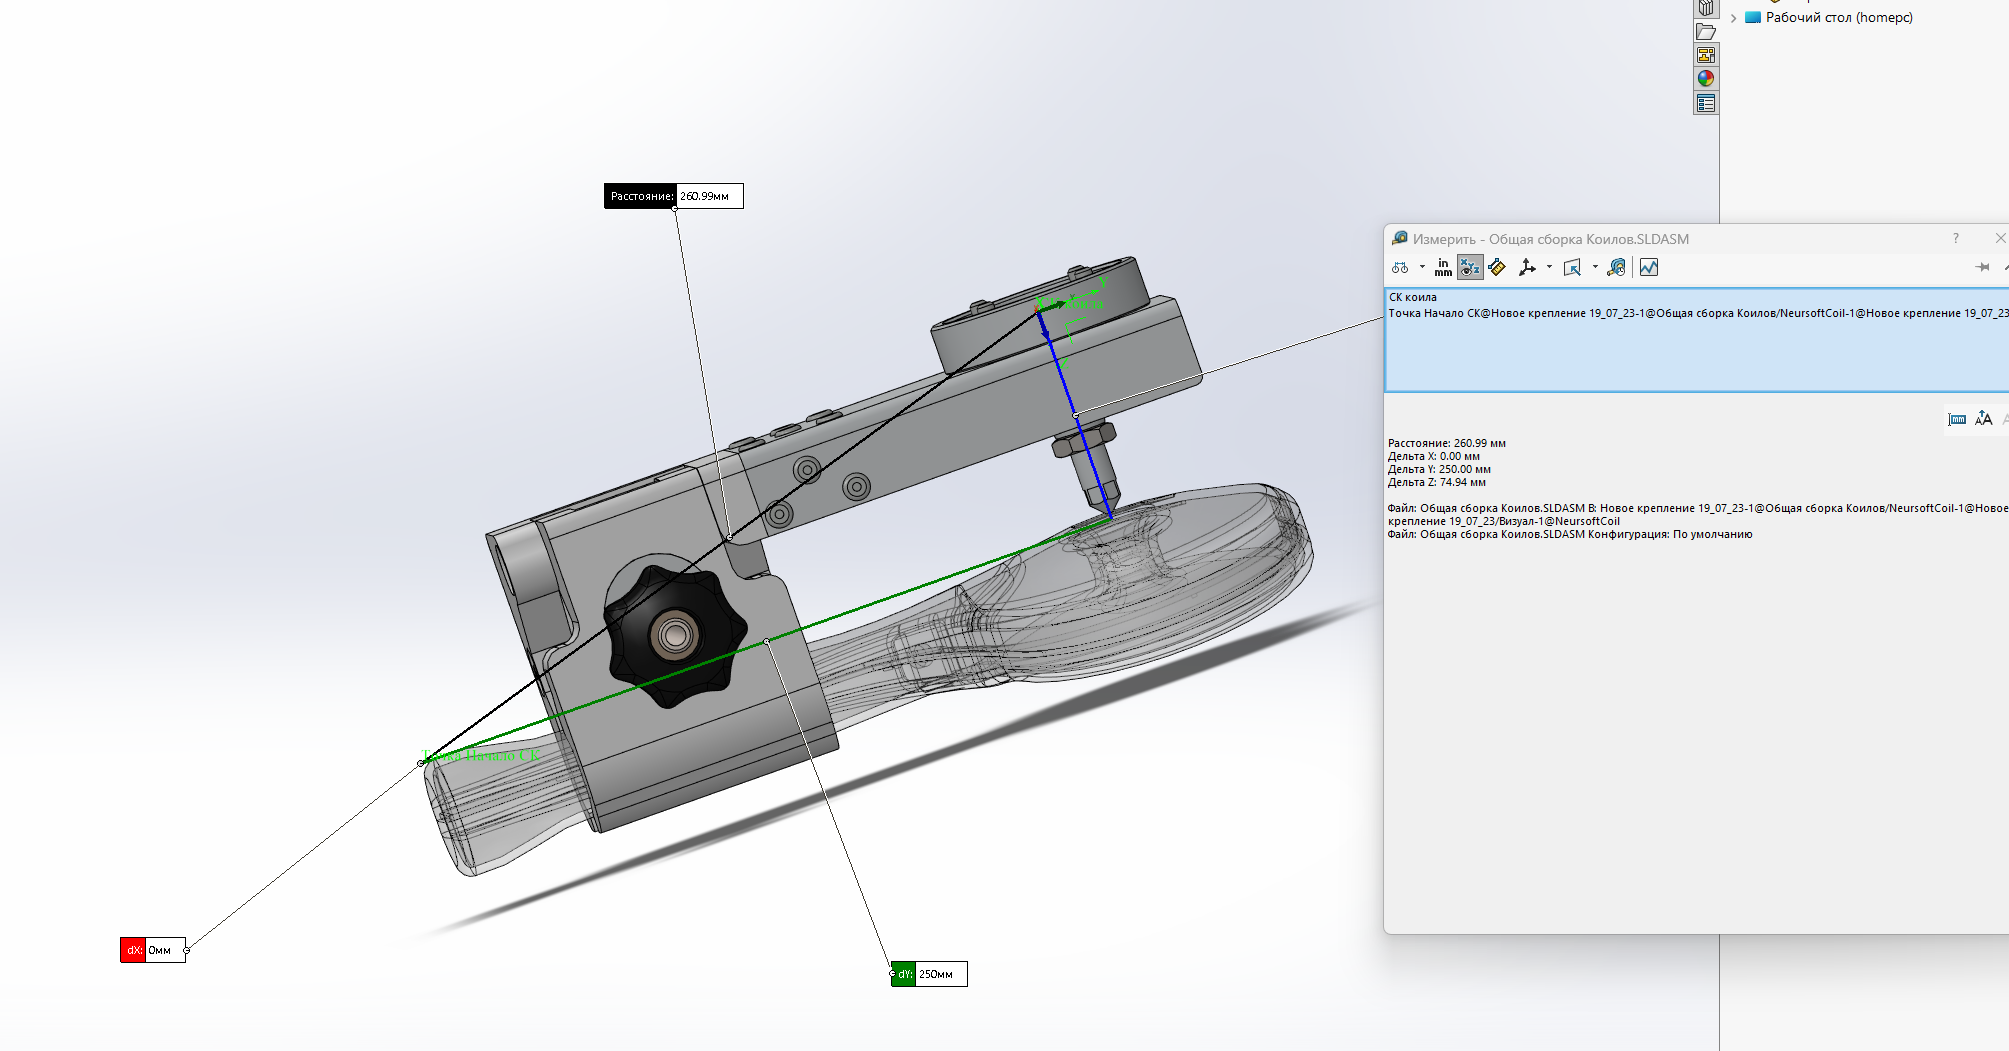 Рабочий стол (homepc)
Расстояние: 260.99мм
Измерить - Общая сборка Коилов.SLDASM
?
in
mm
СК коила
Точка Начало СК@Новое крепление 19_07_23-1@Общая сборка Коилов/NeursoftCoil-1@Новое крепление 19_07_23
Y
Расстояние: 260.99 мм
Дельта X: 0.00 мм
Дельта Y: 250.00 мм
Дельта Z: 74.94 мм
Файл: Общая сборка Коилов.SLDASM В: Новое крепление 19_07_23-1@Общая сборка Коилов/NeursoftCoil-1@Новое
крепление 19_07_23/Визуал-1@NeursoftCoil
Файл: Общая сборка Коилов.SLDASM Конфигурация: По умолчанию
Точка Начало СК
dX: 0мм
dY: 250мм